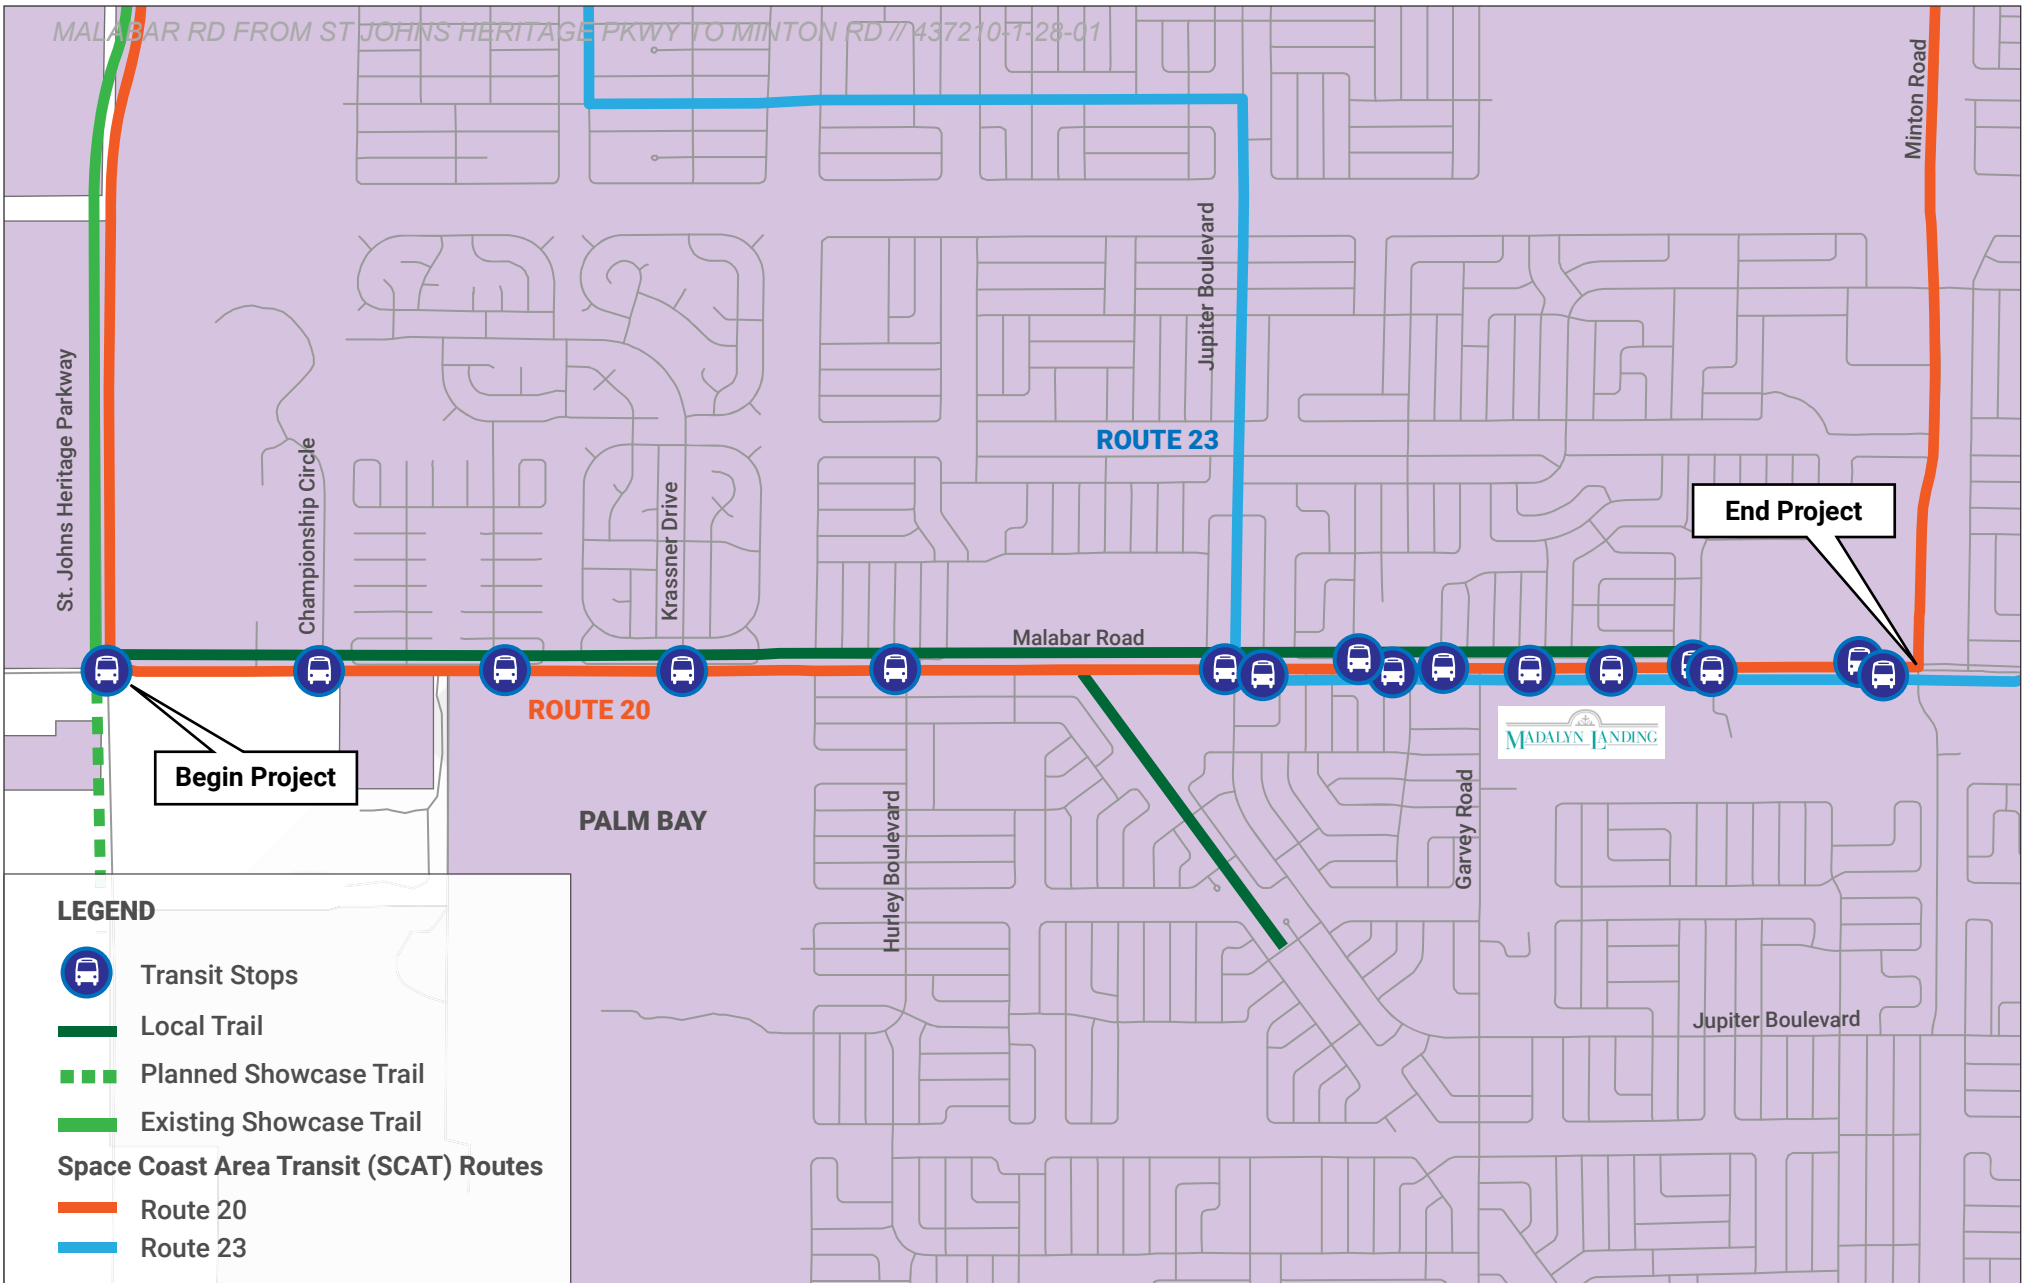 MALABAR RD FROM ST JOHNS HERITAGE PKWY TO MINTON RD // 437210-1-28-01
Minton Road
Jupiter Boulevard
St. Johns Heritage Parkway
Championship Circle
ROUTE 23
Krassner Drive
End Project
Malabar Road
ROUTE 20
MADALYN LANDING
Begin Project
PALM BAY
Hurley Boulevard
Garvey Road
Jupiter Boulevard
LEGEND
Transit Stops
Local Trail
Planned Showcase Trail
Existing Showcase Trail
Space Coast Area Transit (SCAT) Routes
Route 20
Route 23